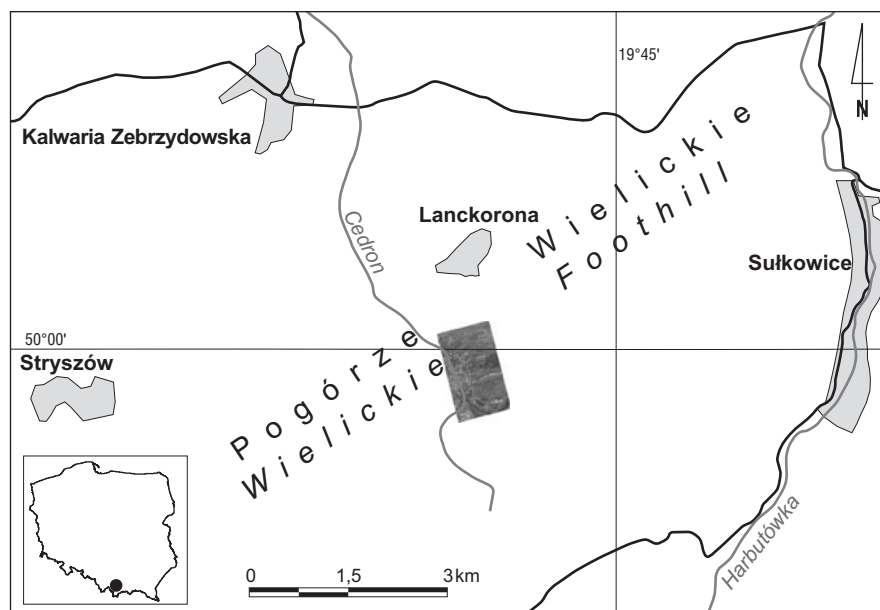 19°45'
N
Kalwaria Zebrzydowska
Wielickie
Foothill
Lanckorona
Cedron
Sułkowice
50°00'
Stryszów
Pogórze
Wielickie
Harbutówka
0 1,5 3 km